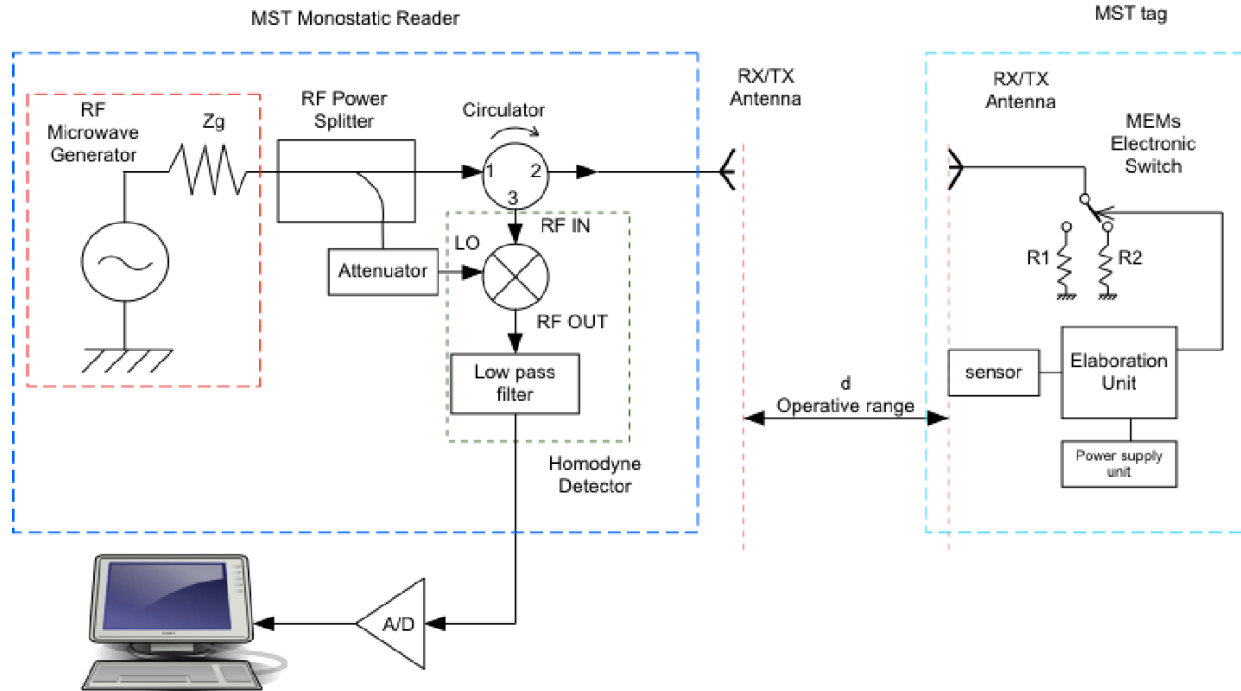 MST Monostatic Reader
MST tag
RF
Microwave
Generator
Zg
RF Power
Splitter
Circulator
1
2
3
RF IN
LO
Attenuator
RF OUT
Low pass
filter
Homodyne
Detector
A/D
RX/TX
Antenna
d
Operative range
RX/TX
Antenna
MEMs
Electronic
Switch
R1
R2
sensor
Elaboration
Unit
Power supply
unit